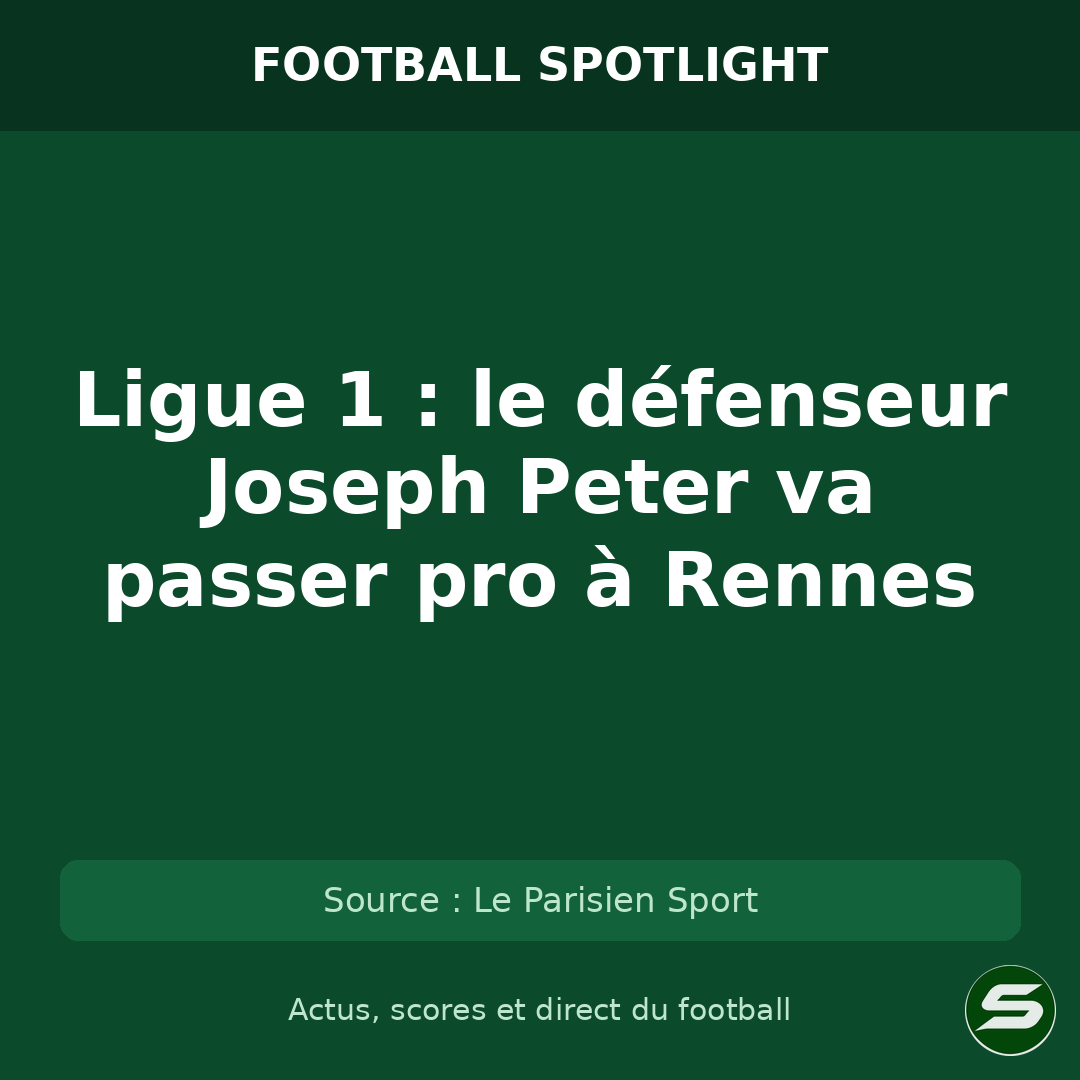 FOOTBALL SPOTLIGHT
Ligue 1 : le défenseur
Joseph Peter va
passer pro à Rennes
Source : Le Parisien Sport
Actus, scores et direct du football
S